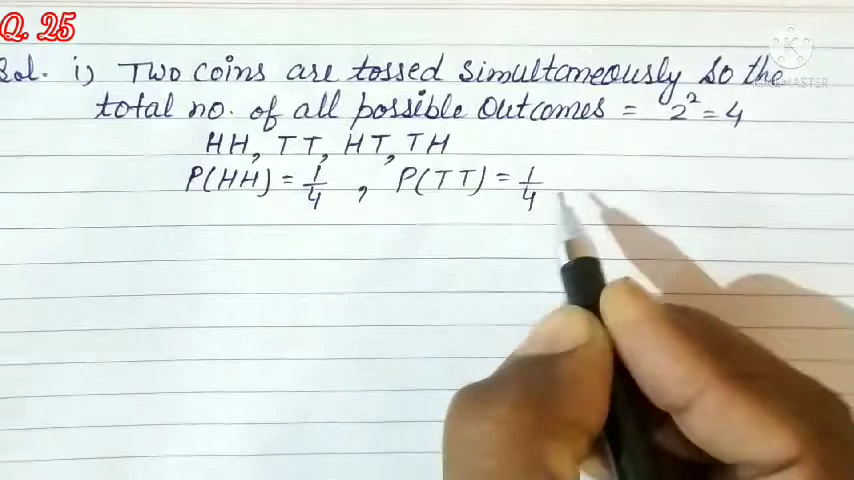 Q. 25
Sol. i) Two coins are tossed simultaneously so the
KINEMASTER
total no. of all possible outcomes = 2² = 4
HH, TT, HT, TH
P(HH) = 1/4 , P(TT) = 1/4